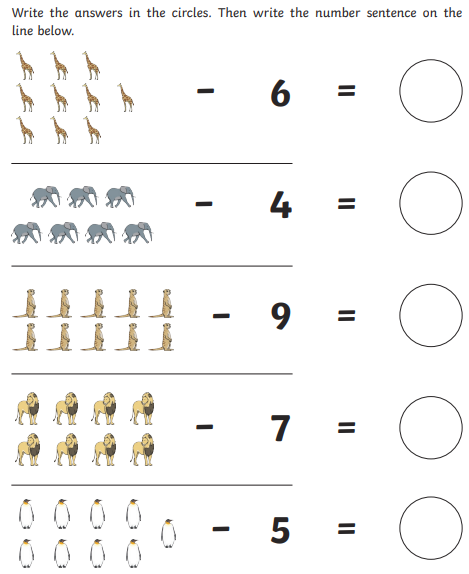 Write the answers in the circles. Then write the number sentence on the
line below.
- 6 =
- 4 =
- 9 =
- 7 =
- 5 =